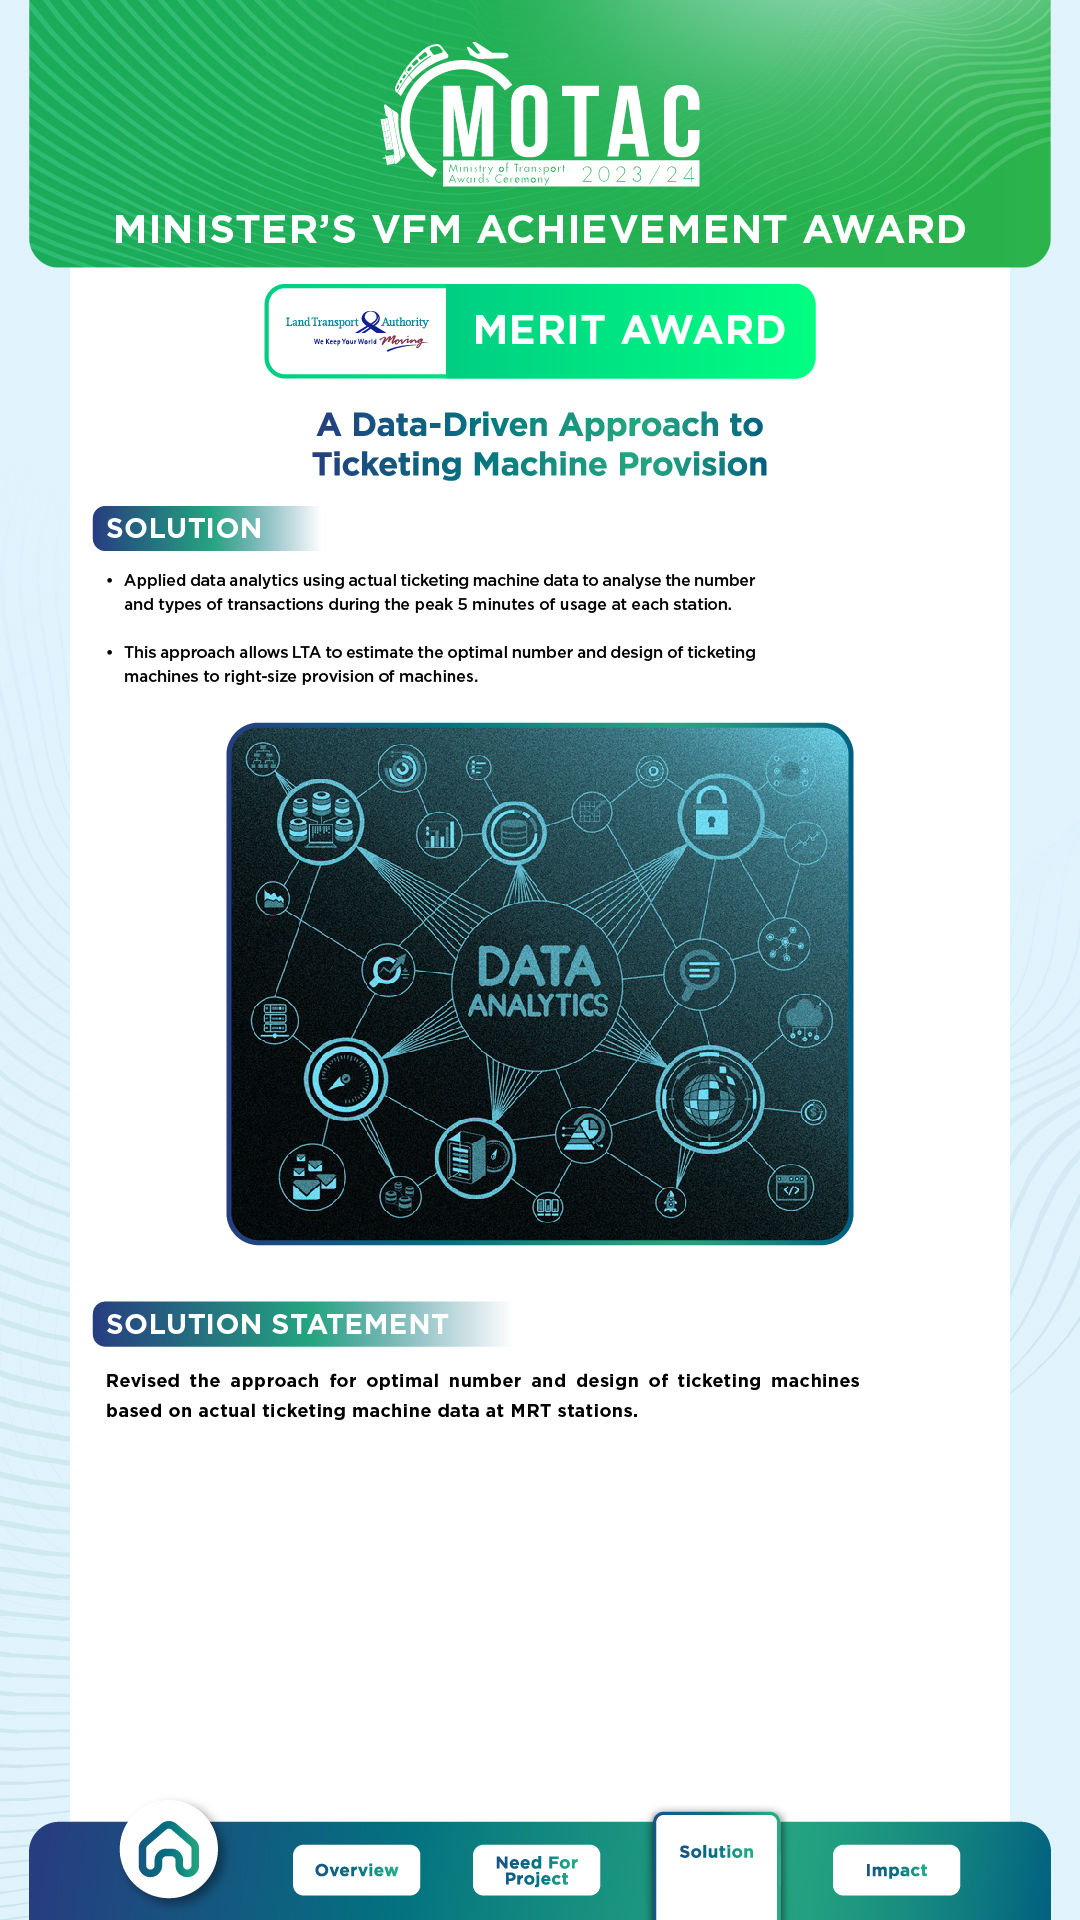 MOTAC
Ministry of Transport
Awards Ceremony 2023/24
MINISTER’S VFM ACHIEVEMENT AWARD
Land Transport Authority
We Keep Your World Moving
MERIT AWARD
A Data-Driven Approach to
Ticketing Machine Provision
SOLUTION
• Applied data analytics using actual ticketing machine data to analyse the number
and types of transactions during the peak 5 minutes of usage at each station.
• This approach allows LTA to estimate the optimal number and design of ticketing
machines to right-size provision of machines.
DATA
ANALYTICS
</>
SOLUTION STATEMENT
Revised the approach for optimal number and design of ticketing machines
based on actual ticketing machine data at MRT stations.
Overview
Need For
Project
Solution
Impact